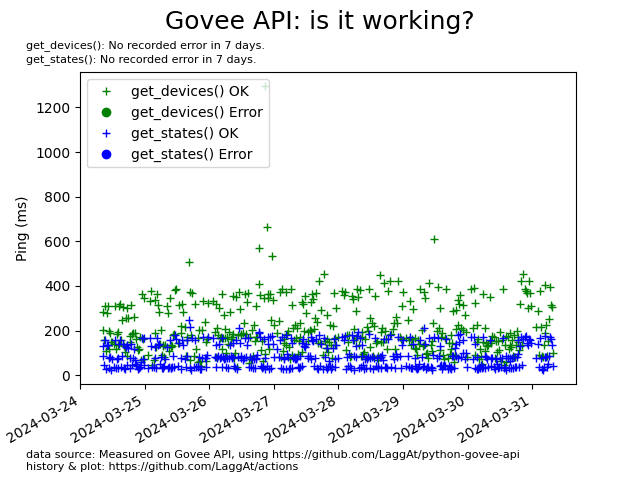 Govee API: is it working?
get_devices(): No recorded error in 7 days.
get_states(): No recorded error in 7 days.
get_devices() OK
get_devices() Error
get_states() OK
get_states() Error
Ping (ms)
1200
1000
800
600
400
200
0
2024-03-24
2024-03-25
2024-03-26
2024-03-27
2024-03-28
2024-03-29
2024-03-30
2024-03-31
data source: Measured on Govee API, using https://github.com/LaggAt/python-govee-api
history & plot: https://github.com/LaggAt/actions